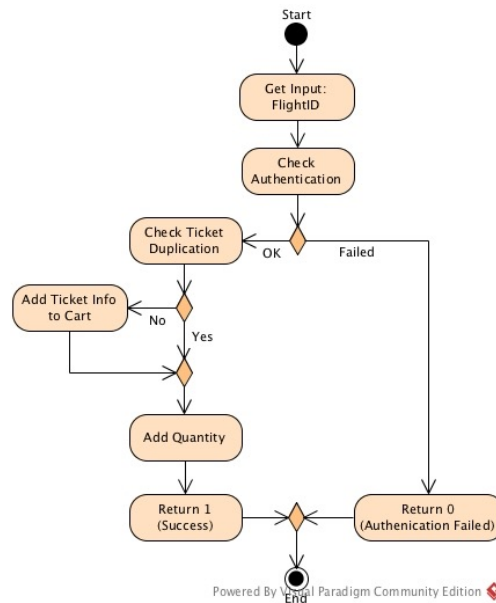 Start
Get Input:
FlightID
Check
Authentication
Check Ticket
Duplication
OK
Failed
Add Ticket Info
to Cart
No
Yes
Add Quantity
Return 1
(Success)
Return 0
(Authenication Failed)
End
Powered By Visual Paradigm Community Edition